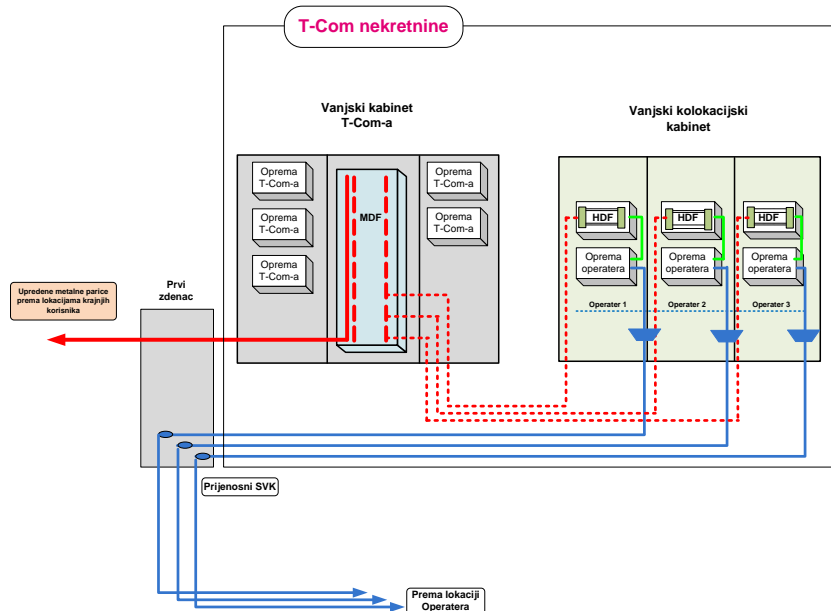 T-Com nekretnine
Vanjski kabinet
T-Com-a
Vanjski kolokacijski
kabinet
Oprema
T-Com-a
Oprema
T-Com-a
Oprema
T-Com-a
MDF
Oprema
T-Com-a
Oprema
T-Com-a
HDF
HDF
HDF
Oprema
operatera
Oprema
operatera
Oprema
operatera
Operater 1
Operater 2
Operater 3
Upredene metalne parice
prema lokacijama krajnjih
korisnika
Prvi
zdenac
Prijenosni SVK
Prema lokaciji
Operatera